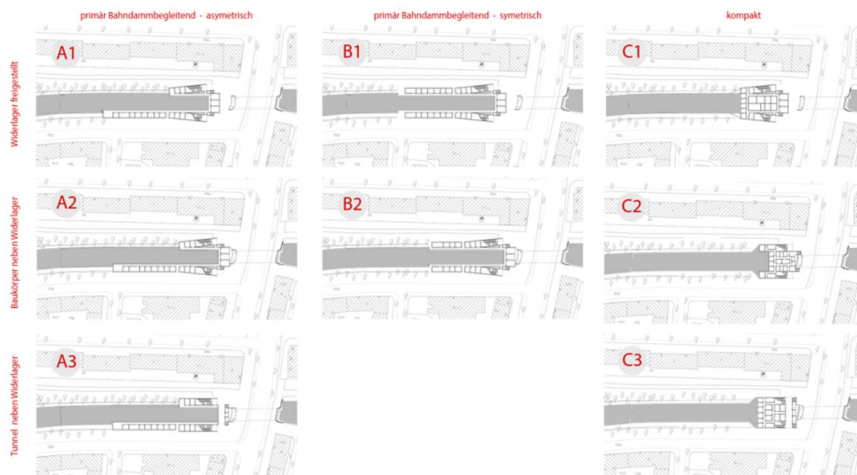 primär Bahndammbegleitend - asymetrisch
primär Bahndammbegleitend - symetrisch
kompakt
Widerlager freigestellt
A1
B1
C1
Baukörper neben Widerlager
A2
B2
C2
Tunnel neben Widerlager
A3
C3